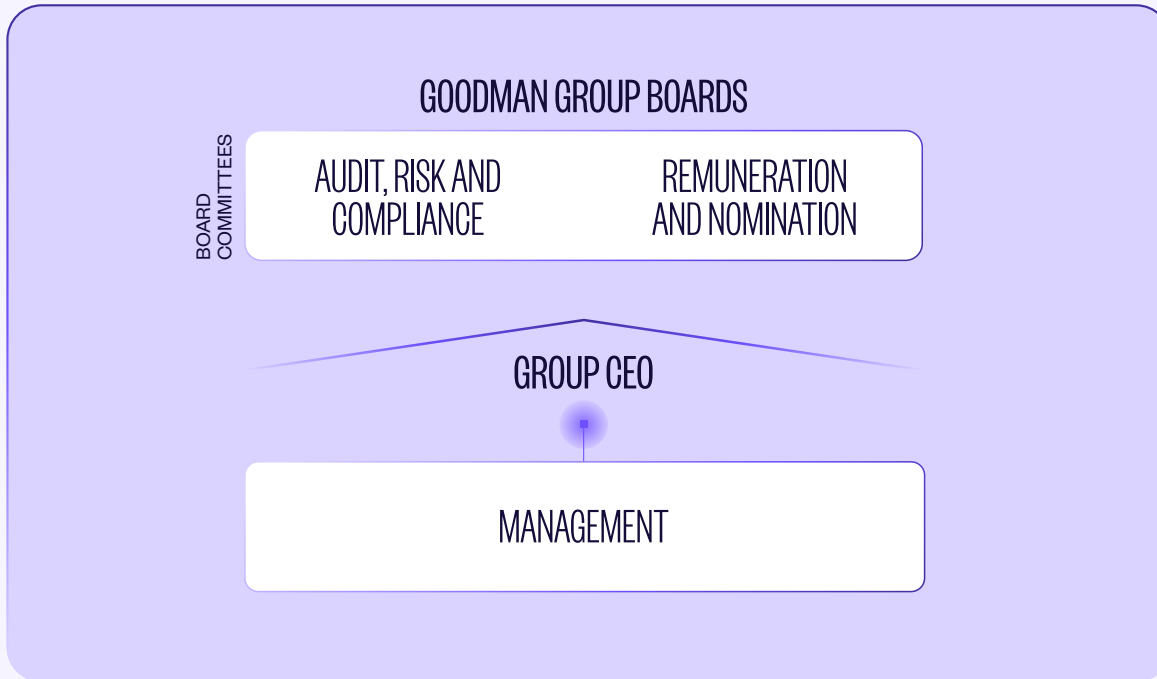 GOODMAN GROUP BOARDS
BOARD
COMMITTEES
AUDIT, RISK AND
COMPLIANCE
REMUNERATION
AND NOMINATION
GROUP CEO
MANAGEMENT